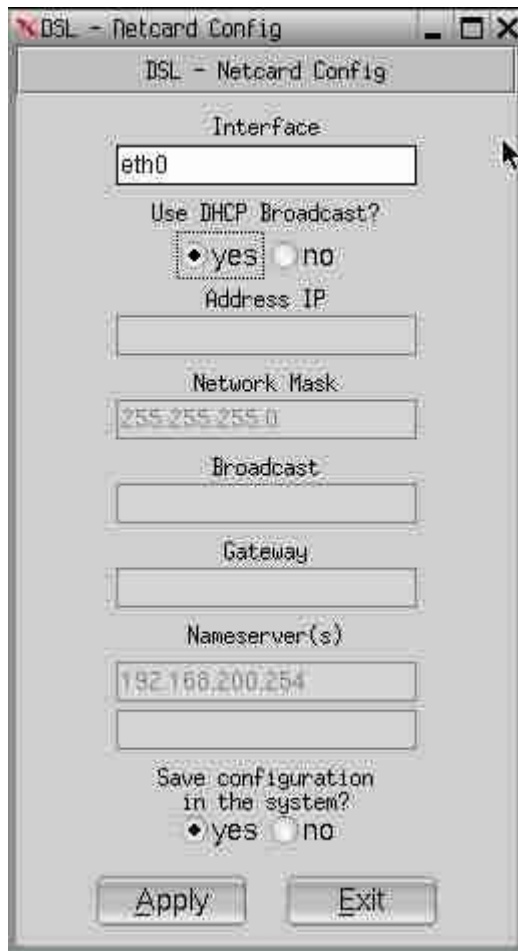 DSL - Netcard Config
DSL - Netcard Config
Interface
eth0
Use DHCP Broadcast?
yes no
Address IP
Network Mask
255.255.255.0
Broadcast
Gateway
Nameserver(s)
192.168.200.254
Save configuration
in the system?
yes no
Apply Exit